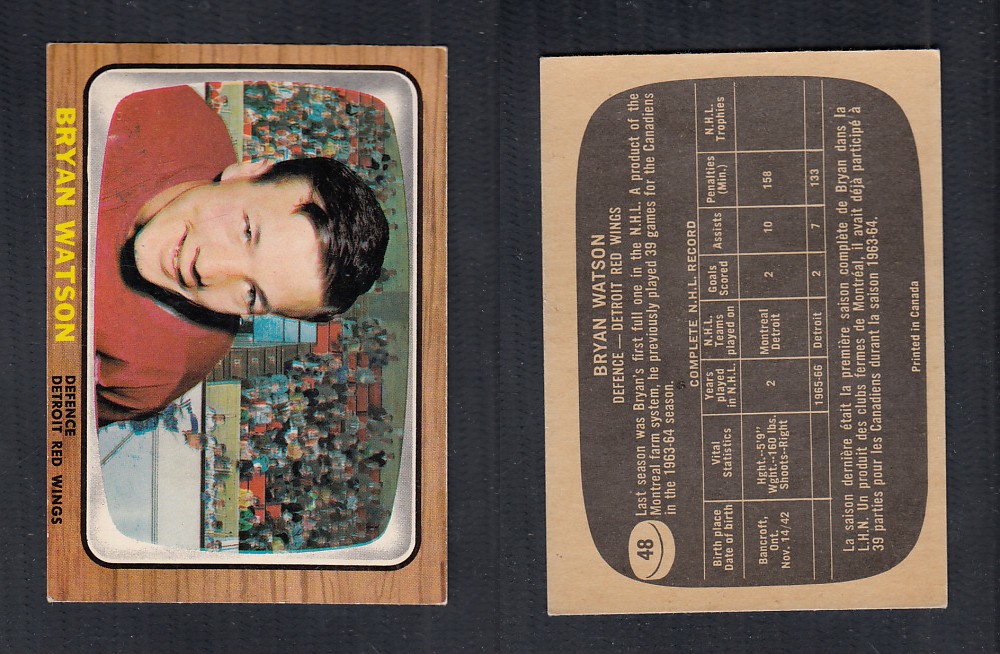 BRYAN WATSON
DEFENCE
DETROIT RED WINGS
48
BRYAN WATSON
DEFENCE — DETROIT RED WINGS
Last season was Bryan's first full one in the N.H.L. A product of the
Montreal farm system, he previously played 39 games for the Canadiens
in the 1963-64 season.
COMPLETE N.H.L. RECORD
Birth place
Date of birth
Vital
Statistics
Years
played
in N.H.L.
N.H.L.
Teams
played on
Goals
Scored
Assists
Penalties
(Min.)
N.H.L.
Trophies
Bancroft,
Ont.
Nov. 14/42
Hght.--5'9"
Wght.--160 lbs.
Shoots--Right
2
Montreal
Detroit
2
10
158
1965-66
Detroit
2
7
133
La saison dernière était la première saison complète de Bryan dans la
L.H.N. Un produit des clubs fermes de Montréal, il avait déjà participé à
39 parties pour les Canadiens durant la saison 1963-64.
Printed in Canada